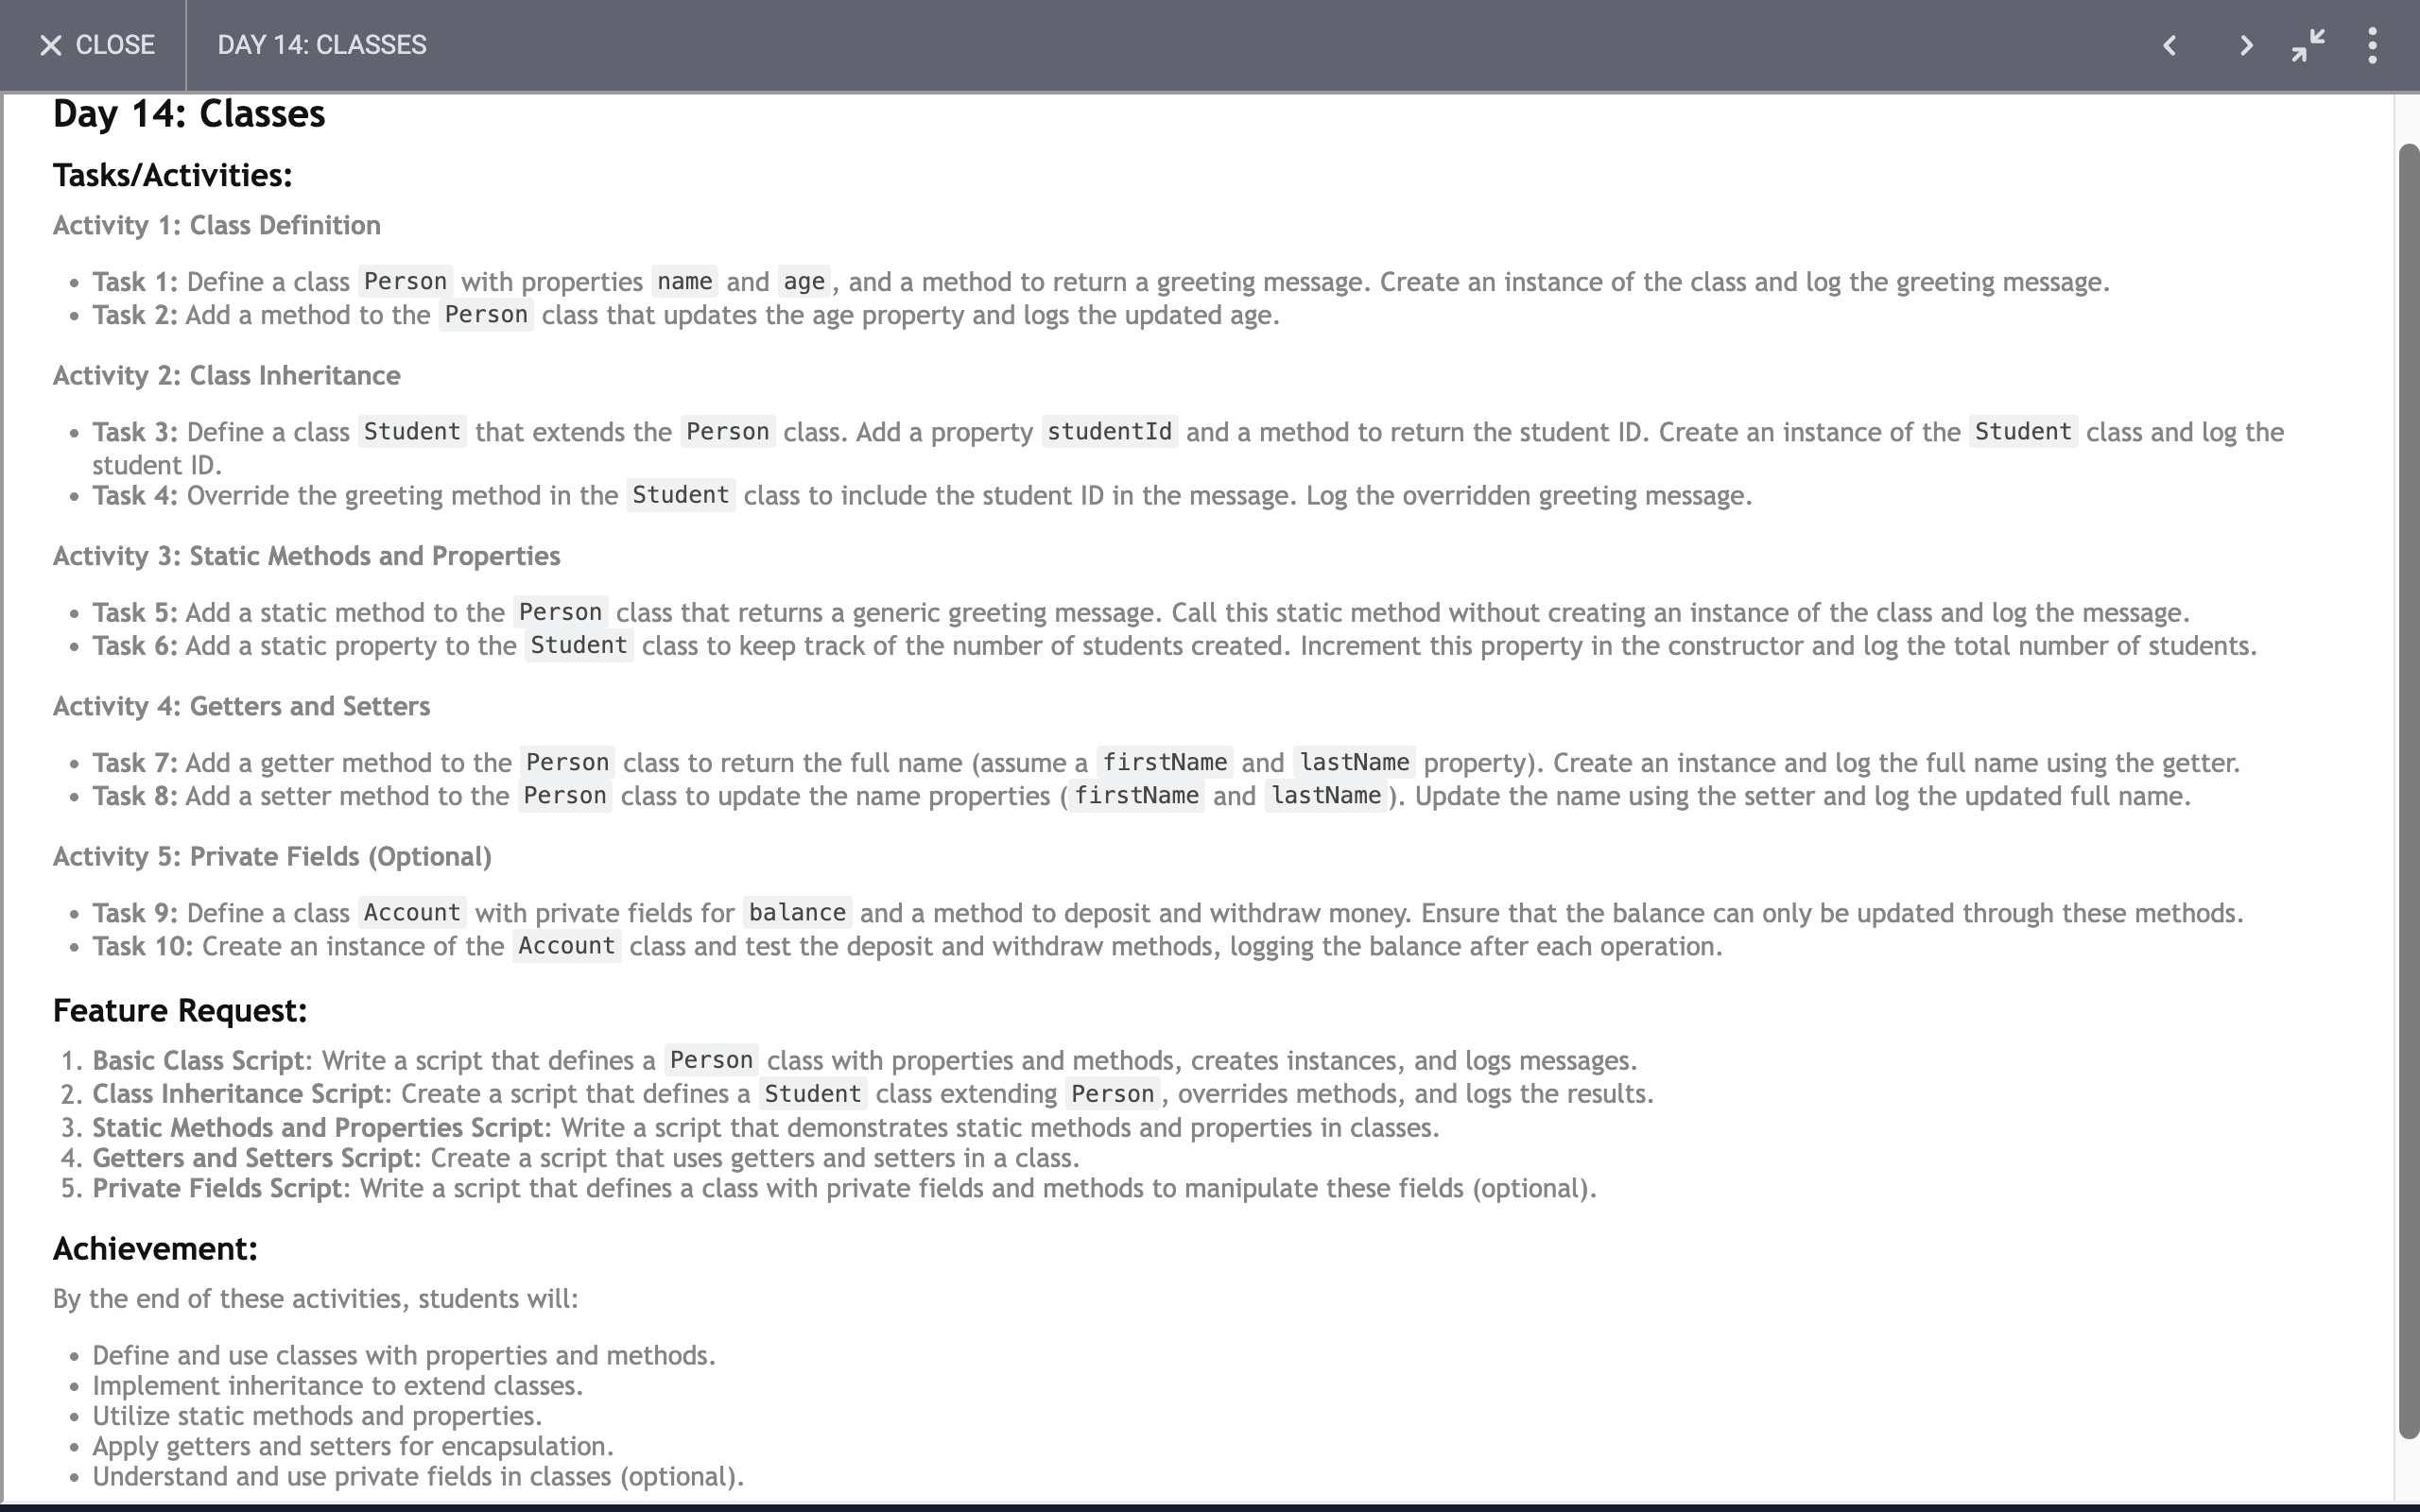 CLOSE
DAY 14: CLASSES
Day 14: Classes
Tasks/Activities:
Activity 1: Class Definition
• Task 1: Define a class Person with properties name and age, and a method to return a greeting message. Create an instance of the class and log the greeting message.
• Task 2: Add a method to the Person class that updates the age property and logs the updated age.
Activity 2: Class Inheritance
• Task 3: Define a class Student that extends the Person class. Add a property studentId and a method to return the student ID. Create an instance of the Student class and log the
student ID.
• Task 4: Override the greeting method in the Student class to include the student ID in the message. Log the overridden greeting message.
Activity 3: Static Methods and Properties
• Task 5: Add a static method to the Person class that returns a generic greeting message. Call this static method without creating an instance of the class and log the message.
• Task 6: Add a static property to the Student class to keep track of the number of students created. Increment this property in the constructor and log the total number of students.
Activity 4: Getters and Setters
• Task 7: Add a getter method to the Person class to return the full name (assume a firstName and lastName property). Create an instance and log the full name using the getter.
• Task 8: Add a setter method to the Person class to update the name properties (firstName and lastName). Update the name using the setter and log the updated full name.
Activity 5: Private Fields (Optional)
• Task 9: Define a class Account with private fields for balance and a method to deposit and withdraw money. Ensure that the balance can only be updated through these methods.
• Task 10: Create an instance of the Account class and test the deposit and withdraw methods, logging the balance after each operation.
Feature Request:
1. Basic Class Script: Write a script that defines a Person class with properties and methods, creates instances, and logs messages.
2. Class Inheritance Script: Create a script that defines a Student class extending Person, overrides methods, and logs the results.
3. Static Methods and Properties Script: Write a script that demonstrates static methods and properties in classes.
4. Getters and Setters Script: Create a script that uses getters and setters in a class.
5. Private Fields Script: Write a script that defines a class with private fields and methods to manipulate these fields (optional).
Achievement:
By the end of these activities, students will:
• Define and use classes with properties and methods.
• Implement inheritance to extend classes.
• Utilize static methods and properties.
• Apply getters and setters for encapsulation.
• Understand and use private fields in classes (optional).